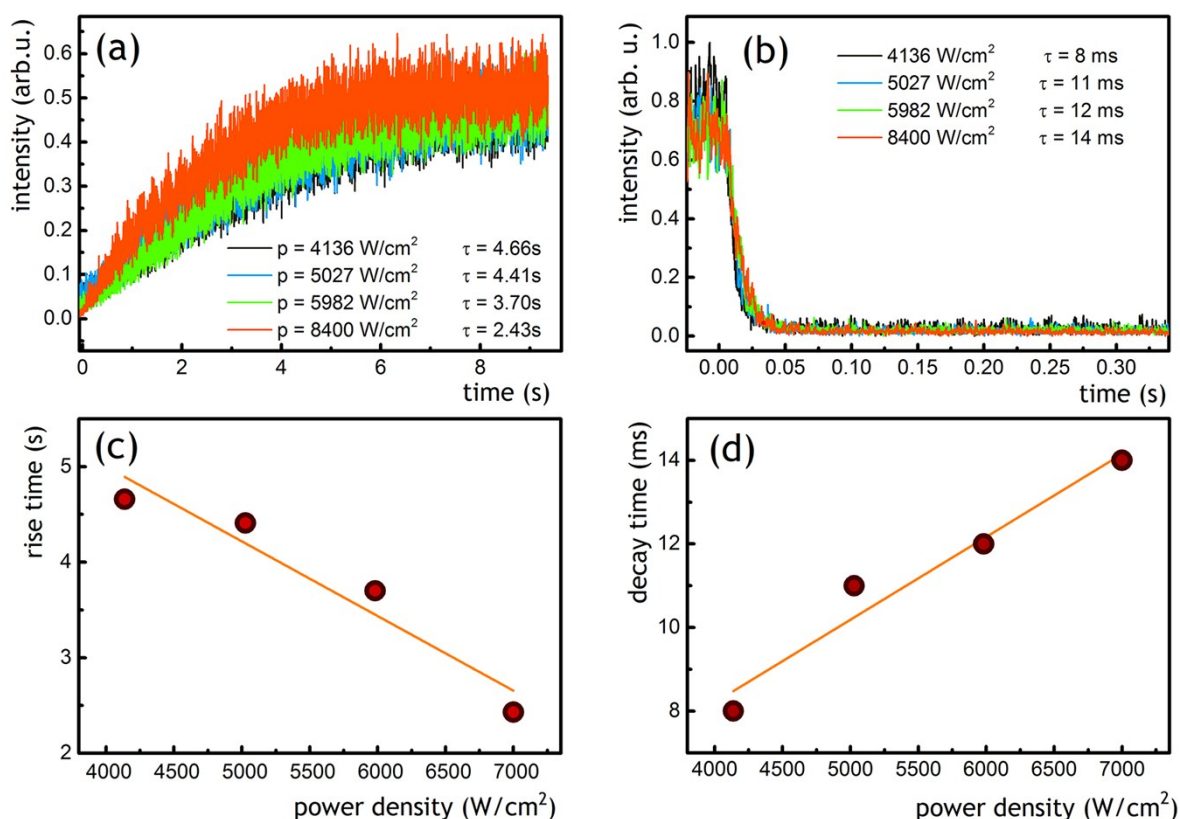 (a)
intensity (arb.u.)
0.6
0.5
0.4
0.3
0.2
0.1
0.0
p = 4136 W/cm² τ = 4.66s
p = 5027 W/cm² τ = 4.41s
p = 5982 W/cm² τ = 3.70s
p = 8400 W/cm² τ = 2.43s
0 2 4 6 8
time (s)
(b)
intensity (arb. u.)
1.0
0.8
0.6
0.4
0.2
0.0
4136 W/cm² τ = 8 ms
5027 W/cm² τ = 11 ms
5982 W/cm² τ = 12 ms
8400 W/cm² τ = 14 ms
0.00 0.05 0.10 0.15 0.20 0.25 0.30
time (s)
(c)
rise time (s)
5
4
3
2
4000 4500 5000 5500 6000 6500 7000
power density (W/cm²)
(d)
decay time (ms)
14
12
10
8
4000 4500 5000 5500 6000 6500 7000
power density (W/cm²)